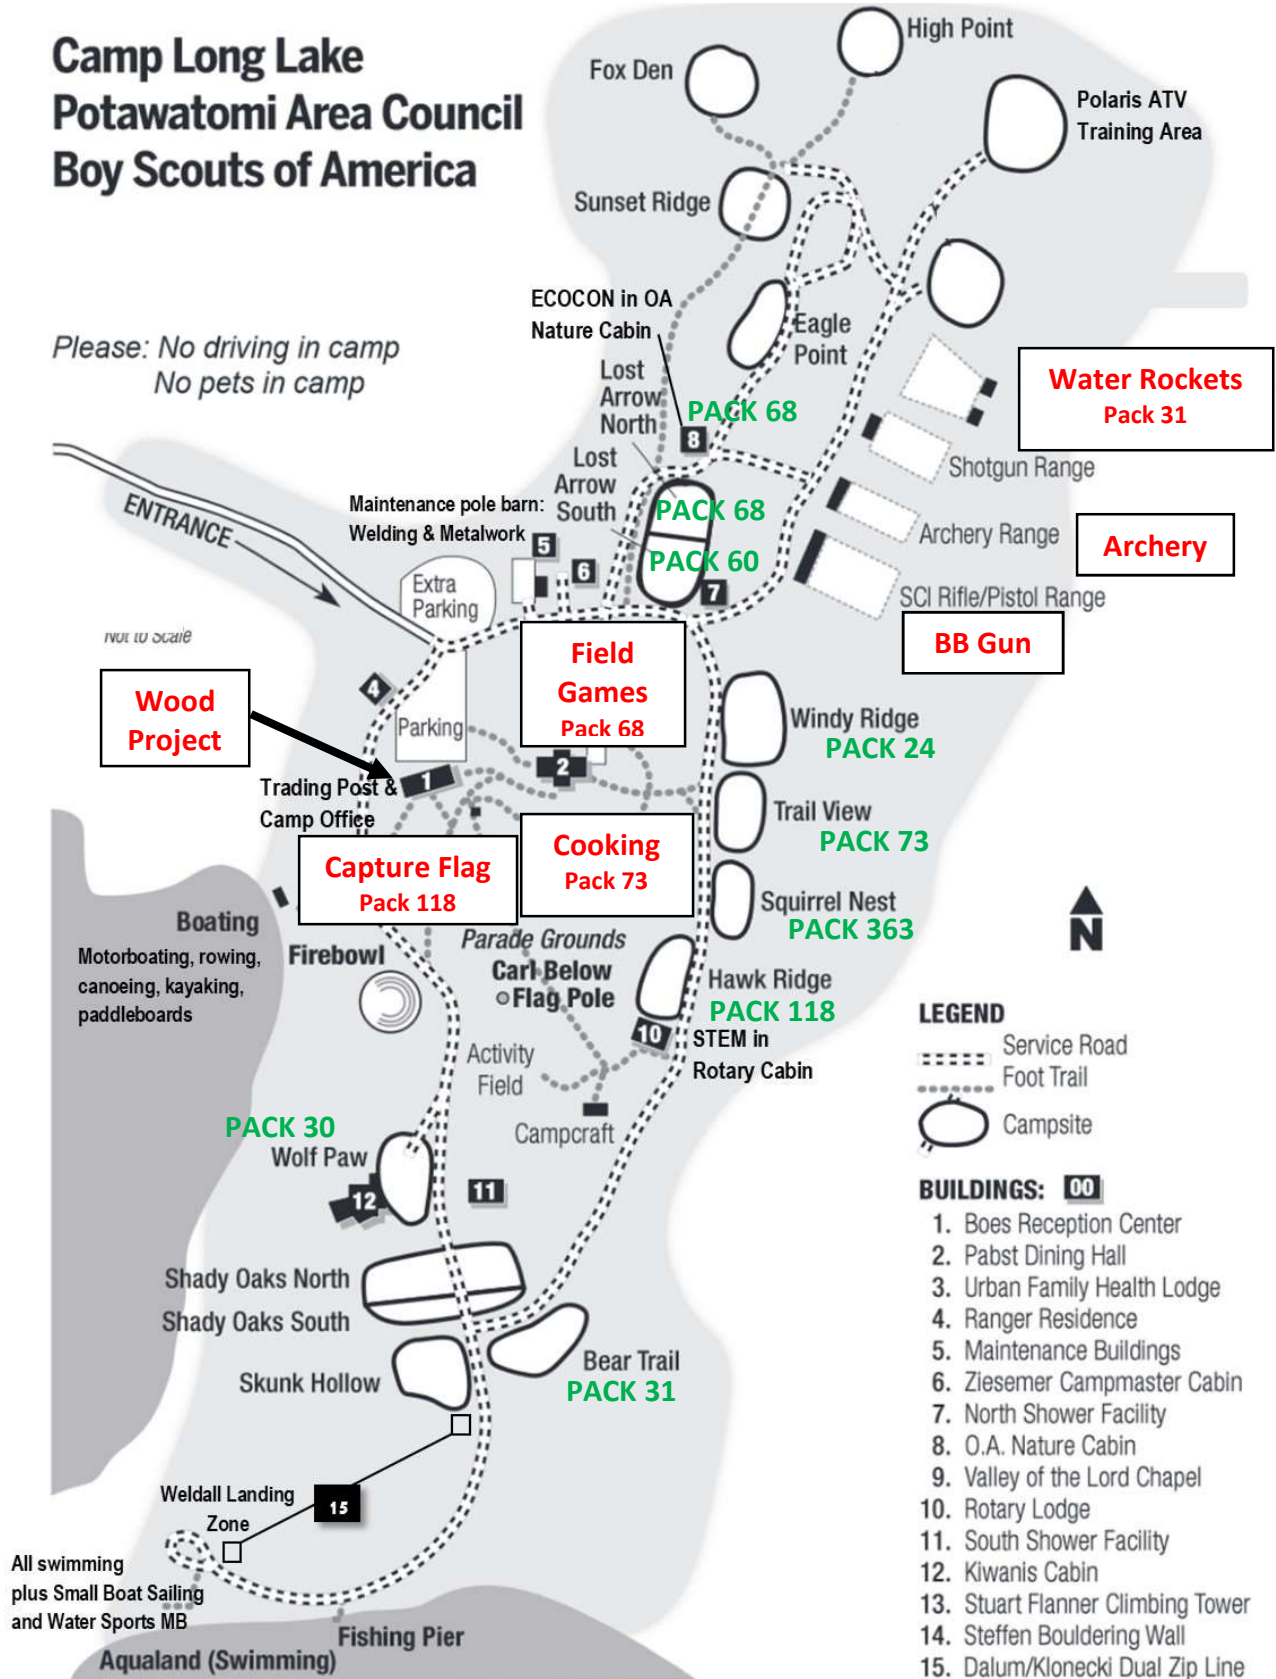 Camp Long Lake
Potawatomi Area Council
Boy Scouts of America
High Point
Fox Den
Polaris ATV
Training Area
Sunset Ridge
ECOCON in OA
Nature Cabin
Eagle
Point
Please: No driving in camp
No pets in camp
Lost
Arrow
North
PACK 68
8
Water Rockets
Pack 31
Shotgun Range
Lost
Arrow
South
PACK 68
PACK 60
ENTRANCE
Maintenance pole barn:
Welding & Metalwork
5
6
7
Archery Range
Archery
SCI Rifle/Pistol Range
BB Gun
Extra
Parking
Not to Scale
Field
Games
Pack 68
Wood
Project
4
Parking
Windy Ridge
PACK 24
2
1
Trading Post &
Camp Office
Trail View
PACK 73
Capture Flag
Pack 118
Cooking
Pack 73
Squirrel Nest
PACK 363
Boating
Motorboating, rowing,
canoeing, kayaking,
paddleboards
Firebowl
Parade Grounds
Carl Below
Flag Pole
Hawk Ridge
PACK 118
10
STEM in
Rotary Cabin
N
Activity
Field
Campcraft
PACK 30
Wolf Paw
12
11
Shady Oaks North
Shady Oaks South
Skunk Hollow
Bear Trail
PACK 31
Weldall Landing
Zone
15
All swimming
plus Small Boat Sailing
and Water Sports MB
Fishing Pier
Aqualand (Swimming)
LEGEND
Service Road
Foot Trail
Campsite
BUILDINGS: 00
1. Boes Reception Center
2. Pabst Dining Hall
3. Urban Family Health Lodge
4. Ranger Residence
5. Maintenance Buildings
6. Ziesemer Campmaster Cabin
7. North Shower Facility
8. O.A. Nature Cabin
9. Valley of the Lord Chapel
10. Rotary Lodge
11. South Shower Facility
12. Kiwanis Cabin
13. Stuart Flanner Climbing Tower
14. Steffen Bouldering Wall
15. Dalum/Klonecki Dual Zip Line